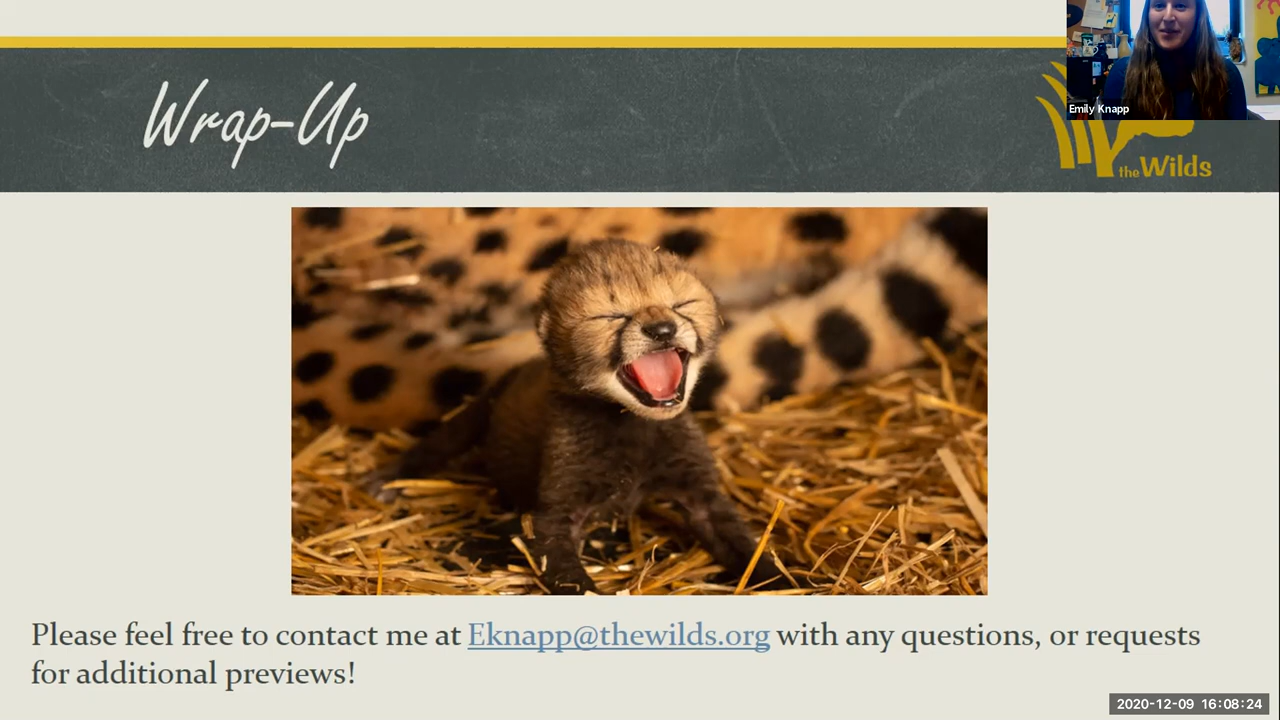 Emily Knapp
Wrap-Up
the Wilds
Please feel free to contact me at Eknapp@thewilds.org with any questions, or requests
for additional previews!
2020-12-09 16:08:24